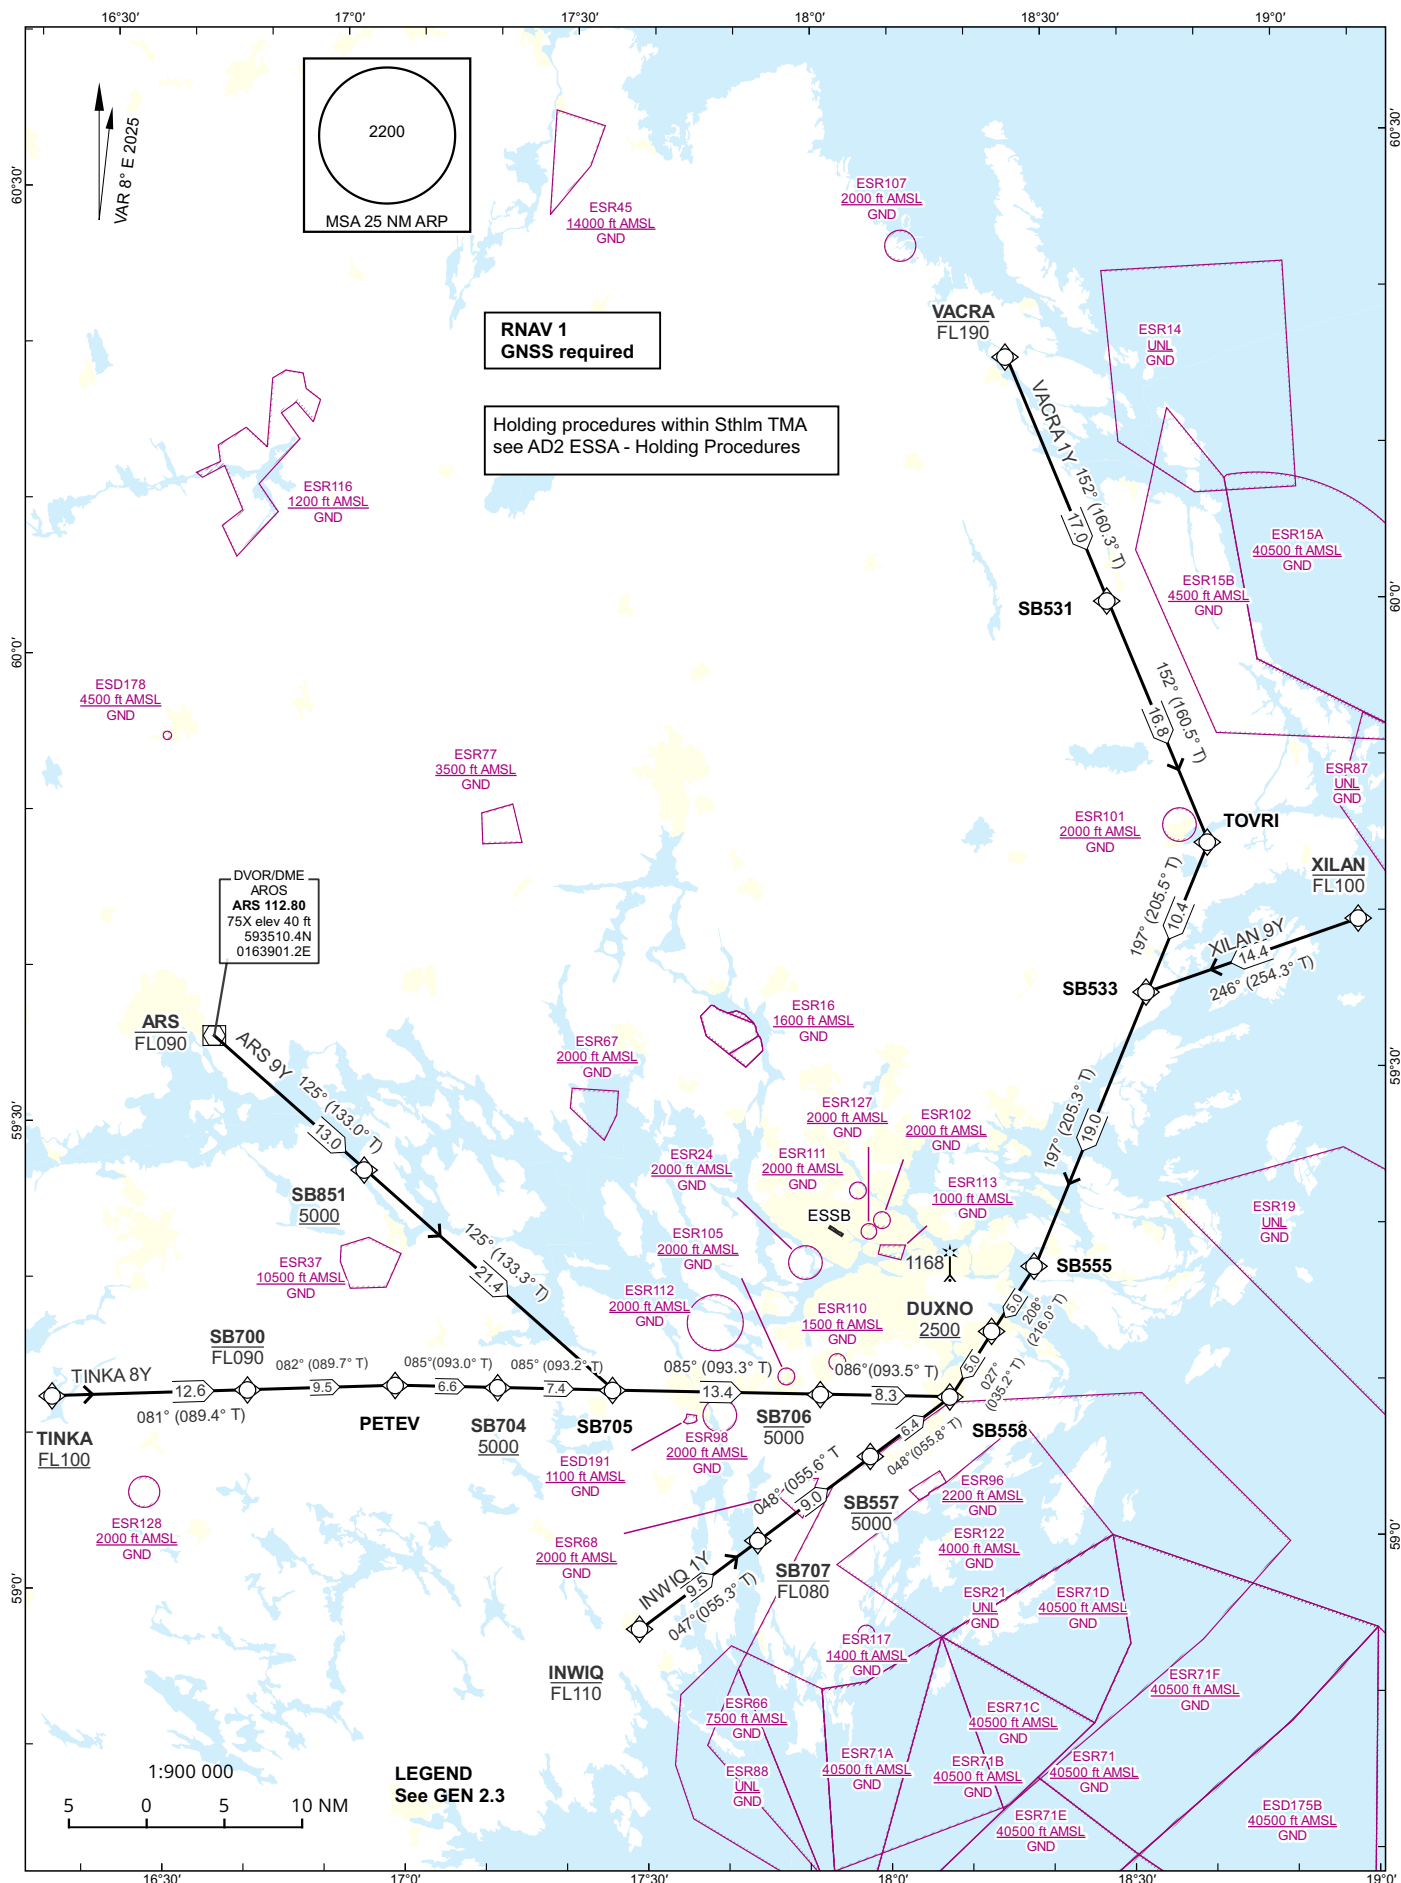 16°30'
17°0'
17°30'
18°0'
18°30'
19°0'
VAR 8° E 2025
2200
MSA 25 NM ARP
60°30'
60°30'
ESR45
14000 ft AMSL
GND
ESR107
2000 ft AMSL
GND
VACRA
FL190
RNAV 1
GNSS required
ESR14
UNL
GND
Holding procedures within Sthlm TMA
see AD2 ESSA - Holding Procedures
VACRA 1Y
152° (160.3° T)
17.0
ESR116
1200 ft AMSL
GND
ESR15A
40500 ft AMSL
GND
ESR15B
4500 ft AMSL
GND
SB531
60°0'
60°0'
152° (160.5° T)
16.8
ESD178
4500 ft AMSL
GND
ESR77
3500 ft AMSL
GND
ESR87
UNL
GND
ESR101
2000 ft AMSL
GND
TOVRI
XILAN
FL100
DVOR/DME
AROS
ARS 112.80
75X elev 40 ft
593510.4N
0163901.2E
197° (205.5° T)
10.4
XILAN 9Y
14.4
246° (254.3° T)
SB533
ARS
FL090
ARS 9Y
125° (133.0° T)
13.0
ESR16
1600 ft AMSL
GND
ESR67
2000 ft AMSL
GND
59°30'
59°30'
197° (205.3° T)
19.0
ESR127
2000 ft AMSL
GND
ESR102
2000 ft AMSL
GND
ESR24
2000 ft AMSL
GND
ESR111
2000 ft AMSL
GND
ESR113
1000 ft AMSL
GND
SB851
5000
ESSB
ESR19
UNL
GND
ESR105
2000 ft AMSL
GND
1168
SB555
ESR37
10500 ft AMSL
GND
125° (133.3° T)
21.4
ESR112
2000 ft AMSL
GND
ESR110
1500 ft AMSL
GND
DUXNO
2500
5.0
208°
(216.0° T)
SB700
FL090
TINKA 8Y
12.6
081° (089.4° T)
082° (089.7° T)
9.5
085°(093.0° T)
6.6
085° (093.2° T)
7.4
085° (093.3° T)
13.4
086°(093.5° T)
8.3
5.0
027°
(035.2° T)
TINKA
FL100
PETEV
SB704
5000
SB705
SB706
5000
SB558
6.4
048°(055.8° T)
ESR98
2000 ft AMSL
GND
ESD191
1100 ft AMSL
GND
048° (055.6° T
9.0
SB557
5000
ESR96
2200 ft AMSL
GND
ESR128
2000 ft AMSL
GND
ESR68
2000 ft AMSL
GND
ESR122
4000 ft AMSL
GND
59°0'
59°0'
INWIQ 1Y
9.5
047°(055.3° T)
SB707
FL080
ESR21
UNL
GND
ESR71D
40500 ft AMSL
GND
INWIQ
FL110
ESR117
1400 ft AMSL
GND
ESR71F
40500 ft AMSL
GND
ESR66
7500 ft AMSL
GND
ESR71C
40500 ft AMSL
GND
ESR71A
40500 ft AMSL
GND
ESR71B
40500 ft AMSL
GND
ESR71
40500 ft AMSL
GND
ESR88
UNL
GND
1:900 000
5 0 5 10 NM
LEGEND
See GEN 2.3
ESR71E
40500 ft AMSL
GND
ESD175B
40500 ft AMSL
GND
16°30'
17°0'
17°30'
18°0'
18°30'
19°0'